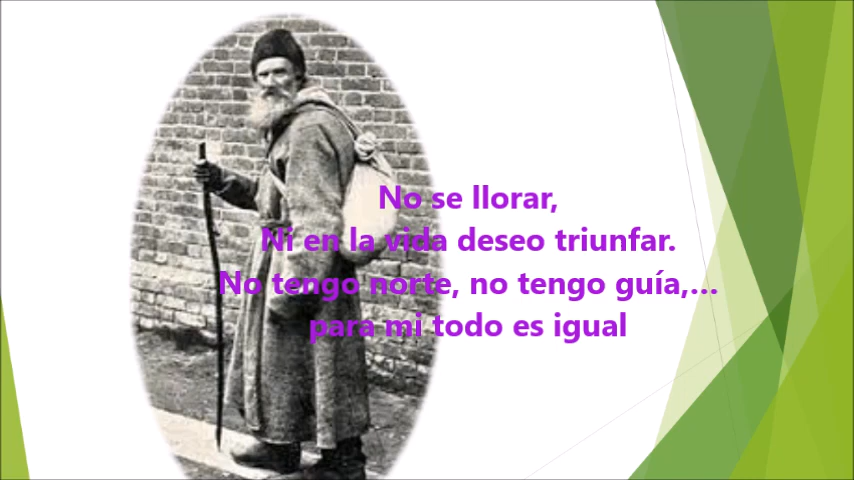 No se llorar,
Ni en la vida deseo triunfar.
No tengo norte, no tengo guía,...
para mi todo es igual